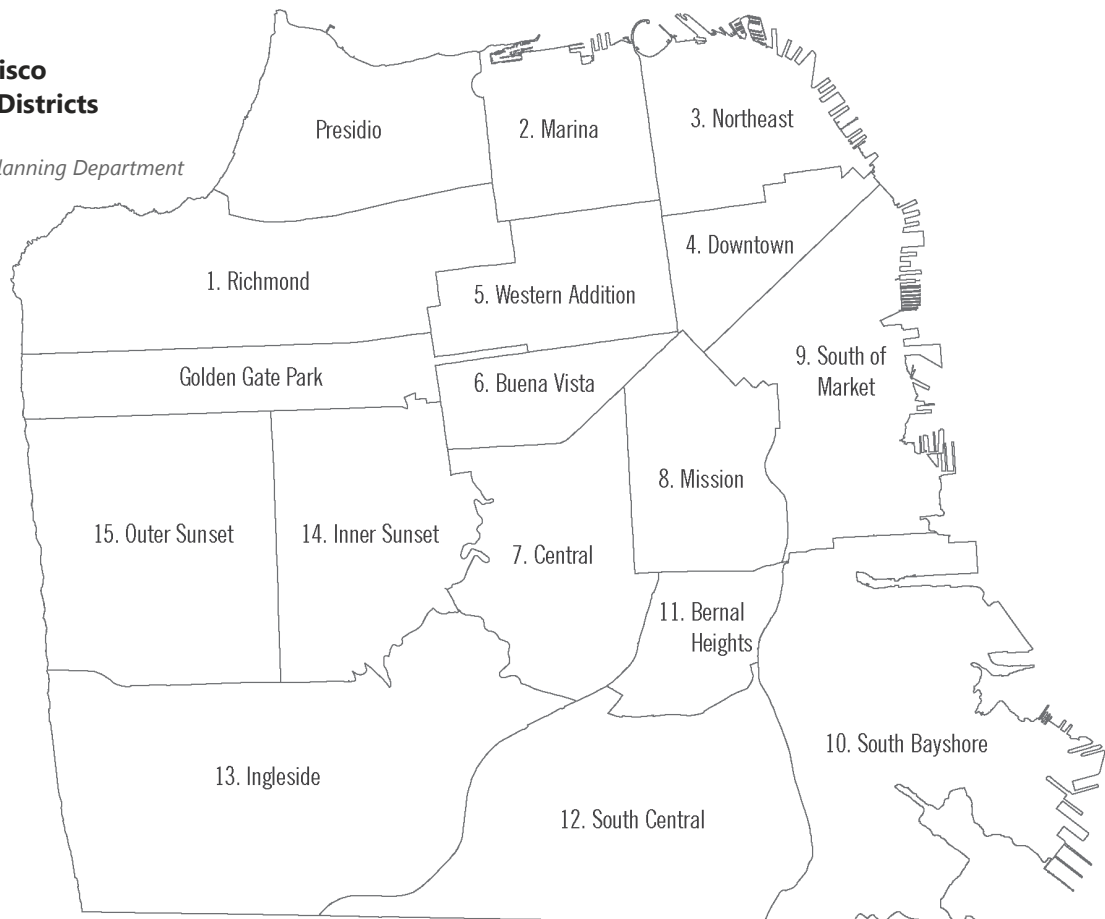 isco
Districts
lanning Department
Presidio
2. Marina
3. Northeast
4. Downtown
1. Richmond
5. Western Addition
9. South of
Market
Golden Gate Park
6. Buena Vista
8. Mission
15. Outer Sunset
14. Inner Sunset
7. Central
11. Bernal
Heights
10. South Bayshore
13. Ingleside
12. South Central